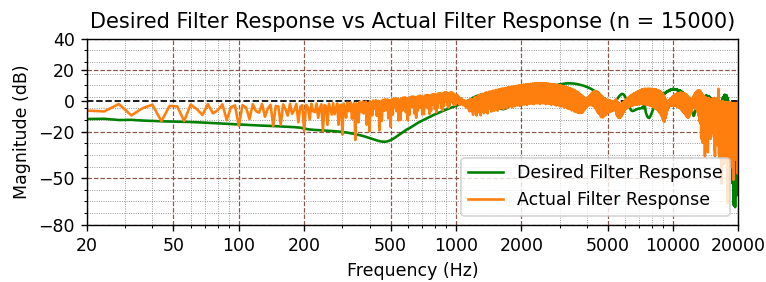 Desired Filter Response vs Actual Filter Response (n = 15000)
Magnitude (dB)
40
20
0
−20
−50
−80
Desired Filter Response
Actual Filter Response
20 50 100 200 500 1000 2000 5000 10000 20000
Frequency (Hz)